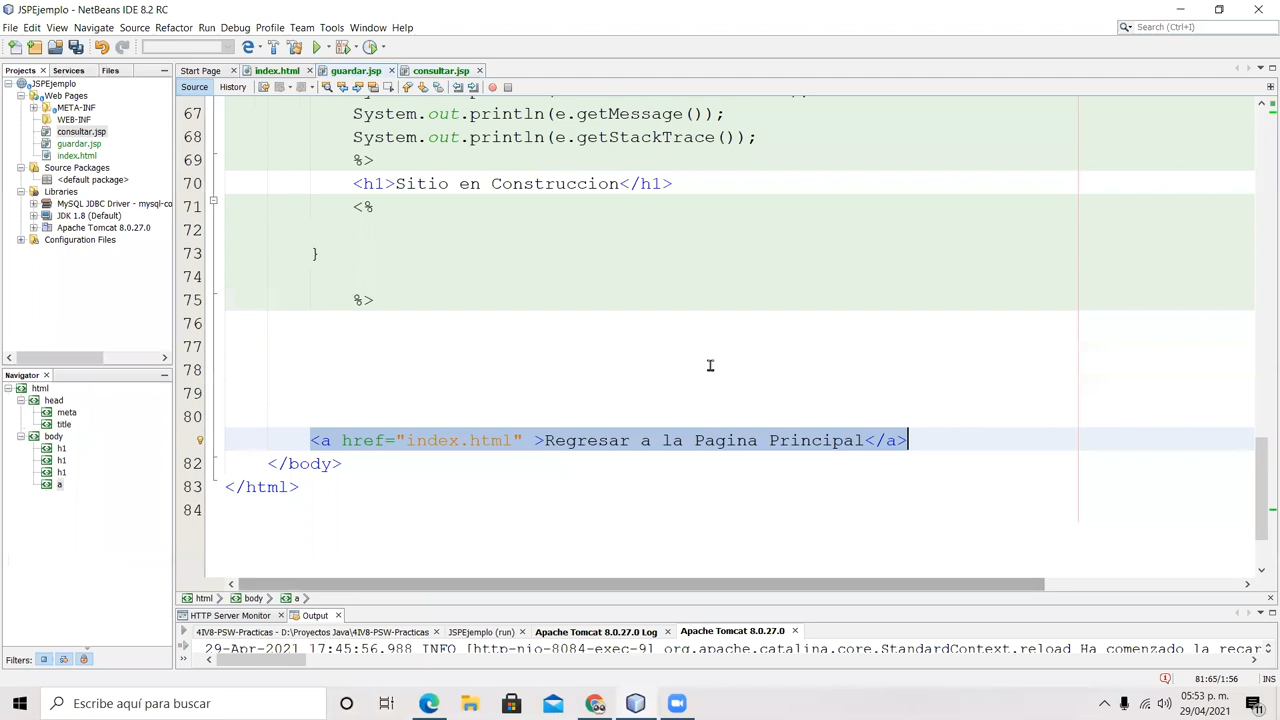 JSPEjemplo - NetBeans IDE 8.2 RC
File Edit View Navigate Source Refactor Run Debug Profile Team Tools Window Help
Search (Ctrl+I)
Projects Services Files
Start Page index.html guardar.jsp consultar.jsp
Source History
JSPEjemplo
Web Pages
META-INF
WEB-INF
consultar.jsp
guardar.jsp
index.html
Source Packages
<default package>
Libraries
MySQL JDBC Driver - mysql-co
JDK 1.8 (Default)
Apache Tomcat 8.0.27.0
Configuration Files
67 System.out.println(e.getMessage());
68 System.out.println(e.getStackTrace());
69 %>
70 <h1>Sitio en Construccion</h1>
71 <%
72
73 }
74
75 %>
76
77
78
79
80
<a href="index.html" >Regresar a la Pagina Principal</a>
82 </body>
83 </html>
84
Navigator
html
head
meta
title
body
h1
h1
h1
a
Filters:
html body a
HTTP Server Monitor Output
4IV8-PSW-Practicas - D:\Proyectos Java\4IV8-PSW-Practicas JSPEjemplo (run) Apache Tomcat 8.0.27.0 Log Apache Tomcat 8.0.27.0
29-Apr-2021 17:45:56.988 INFO [http-nio-8084-exec-9] org.apache.catalina.core.StandardContext.reload Ha comenzado la recar
81:65/1:56 INS
Escribe aquí para buscar
05:53 p. m.
29/04/2021
11